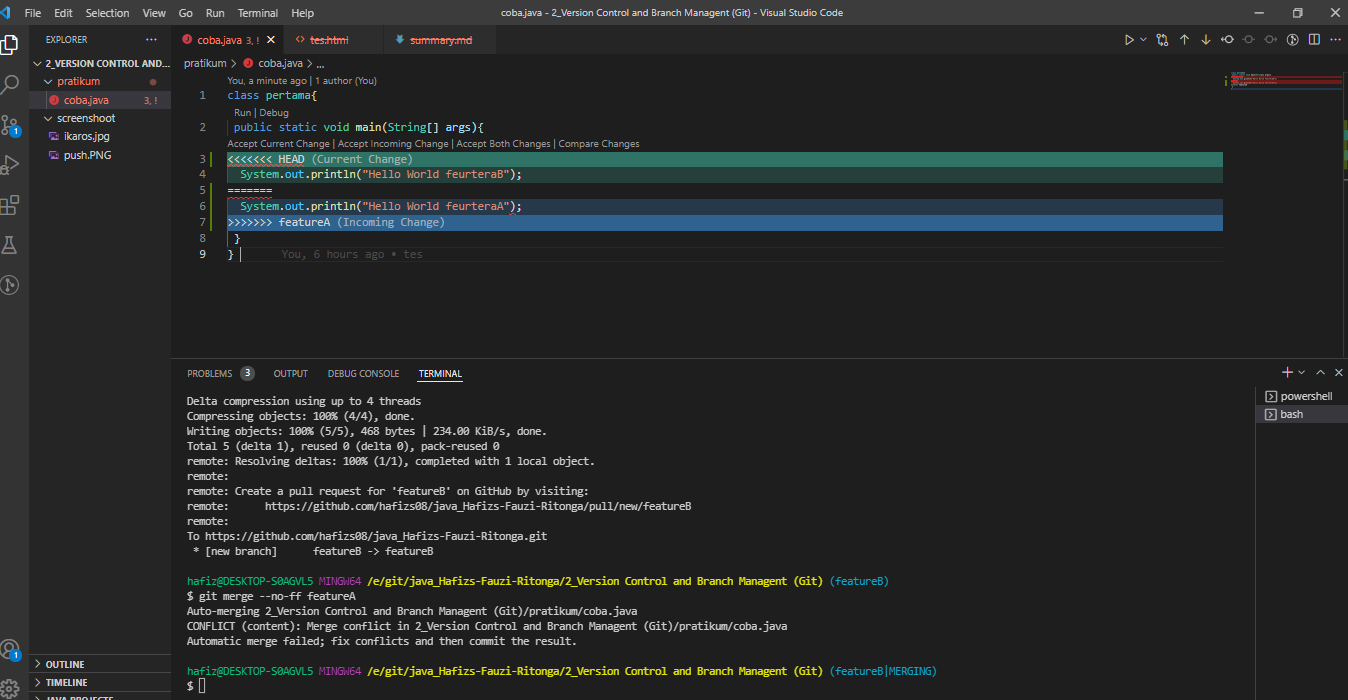 File Edit Selection View Go Run Terminal Help
coba.java - 2_Version Control and Branch Managent (Git) - Visual Studio Code
EXPLORER
2_VERSION CONTROL AND...
pratikum
coba.java 3, !
screenshoot
ikaros.jpg
push.PNG
OUTLINE
TIMELINE
JAVA PROJECTS
1
1
coba.java 3, !
tes.html
summary.md
pratikum > coba.java > ...
You, a minute ago | 1 author (You)
1 class pertama{
Run | Debug
2 public static void main(String[] args){
Accept Current Change | Accept Incoming Change | Accept Both Changes | Compare Changes
3 <<<<<<< HEAD (Current Change)
4 System.out.println("Hello World feurteraB");
5 =======
6 System.out.println("Hello World feurteraA");
7 >>>>>>> featureA (Incoming Change)
8 }
9 } You, 6 hours ago • tes
PROBLEMS 3 OUTPUT DEBUG CONSOLE TERMINAL
powershell
bash
Delta compression using up to 4 threads
Compressing objects: 100% (4/4), done.
Writing objects: 100% (5/5), 468 bytes | 234.00 KiB/s, done.
Total 5 (delta 1), reused 0 (delta 0), pack-reused 0
remote: Resolving deltas: 100% (1/1), completed with 1 local object.
remote:
remote: Create a pull request for 'featureB' on GitHub by visiting:
remote: https://github.com/hafizs08/java_Hafizs-Fauzi-Ritonga/pull/new/featureB
remote:
To https://github.com/hafizs08/java_Hafizs-Fauzi-Ritonga.git
* [new branch] featureB -> featureB
hafiz@DESKTOP-S0AGVL5 MINGW64 /e/git/java_Hafizs-Fauzi-Ritonga/2_Version Control and Branch Managent (Git) (featureB)
$ git merge --no-ff featureA
Auto-merging 2_Version Control and Branch Managent (Git)/pratikum/coba.java
CONFLICT (content): Merge conflict in 2_Version Control and Branch Managent (Git)/pratikum/coba.java
Automatic merge failed; fix conflicts and then commit the result.
hafiz@DESKTOP-S0AGVL5 MINGW64 /e/git/java_Hafizs-Fauzi-Ritonga/2_Version Control and Branch Managent (Git) (featureB|MERGING)
$